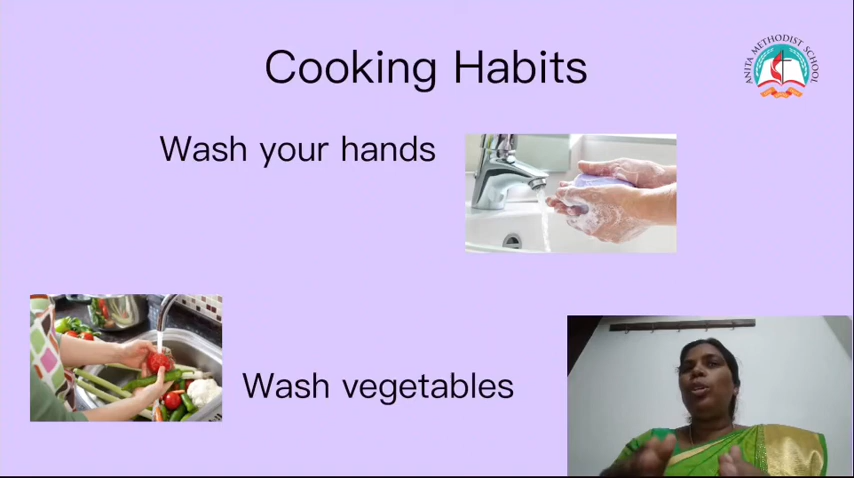 Cooking Habits
ANITA METHODIST SCHOOL
Wash your hands
Wash vegetables